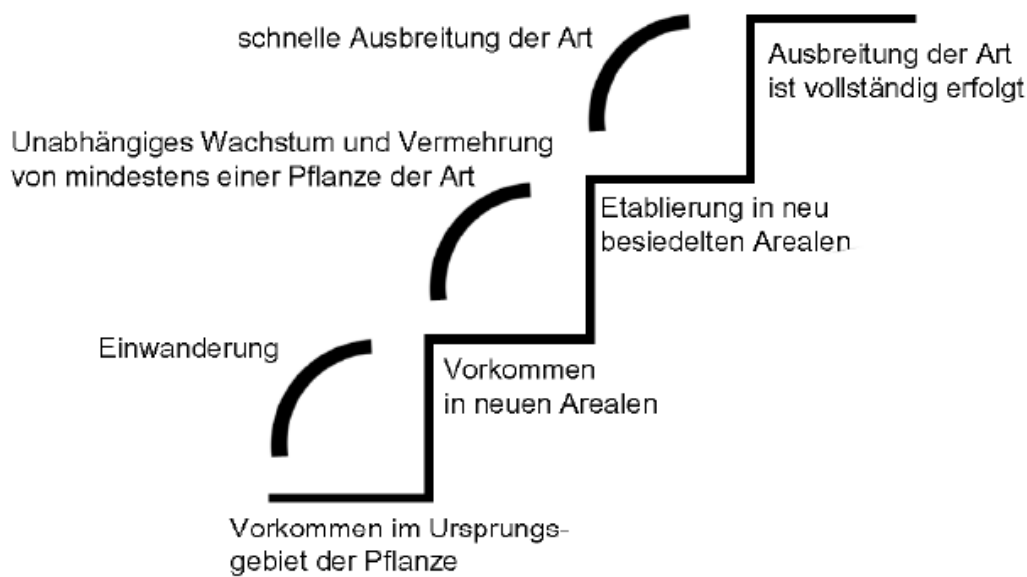 schnelle Ausbreitung der Art
Ausbreitung der Art
ist vollständig erfolgt
Unabhängiges Wachstum und Vermehrung
von mindestens einer Pflanze der Art
Etablierung in neu
besiedelten Arealen
Einwanderung
Vorkommen
in neuen Arealen
Vorkommen im Ursprungs-
gebiet der Pflanze